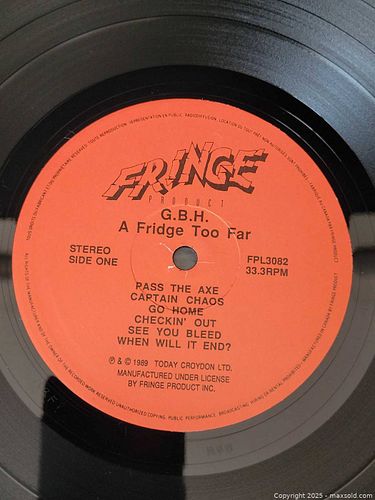 FRINGE
PRODUCT
G.B.H.
A Fridge Too Far
STEREO
SIDE ONE
FPL3082
33.3RPM
PASS THE AXE
CAPTAIN CHAOS
GO HOME
CHECKIN' OUT
SEE YOU BLEED
WHEN WILL IT END?
℗ & © 1989 TODAY CROYDON LTD.
MANUFACTURED UNDER LICENSE
BY FRINGE PRODUCT INC.
Copyright 2025 - maxsold.com